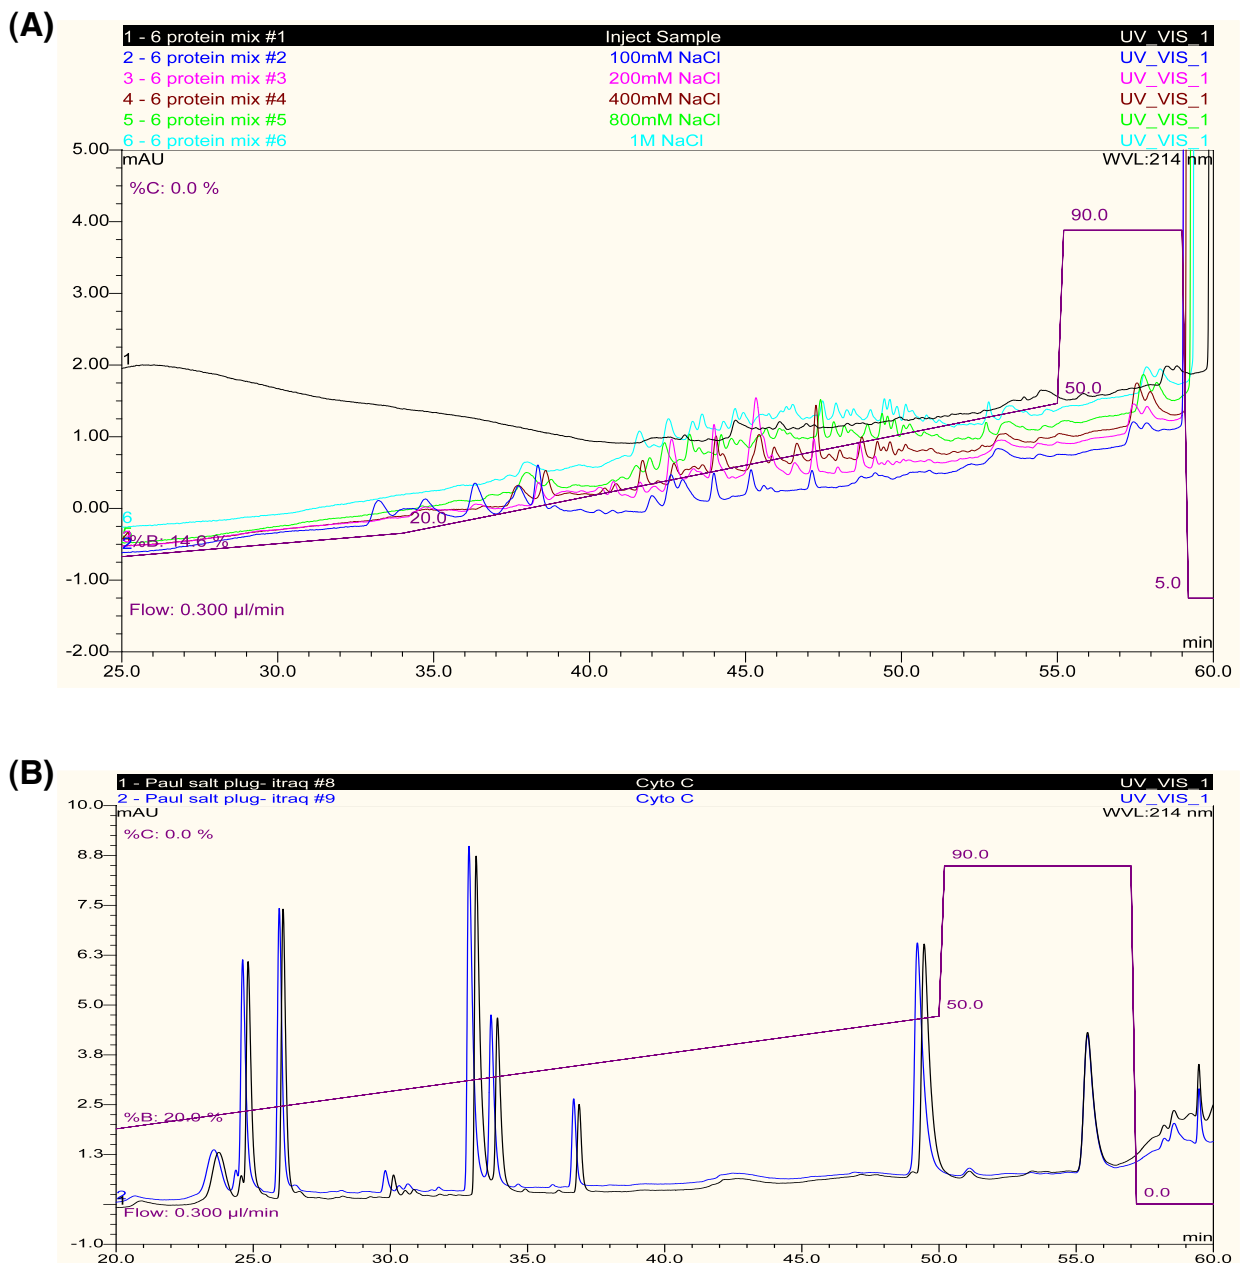 (A)
1 - 6 protein mix #1 Inject Sample UV_VIS_1
2 - 6 protein mix #2 100mM NaCl UV_VIS_1
3 - 6 protein mix #3 200mM NaCl UV_VIS_1
4 - 6 protein mix #4 400mM NaCl UV_VIS_1
5 - 6 protein mix #5 800mM NaCl UV_VIS_1
6 - 6 protein mix #6 1M NaCl UV_VIS_1
5.00 mAU WVL:214 nm
%C: 0.0 %
4.00 90.0
3.00
2.00 1
50.0
1.00
0.00 6 20.0
%B: 14.6 %
-1.00 5.0
Flow: 0.300 µl/min
-2.00 min
25.0 30.0 35.0 40.0 45.0 50.0 55.0 60.0
(B)
1 - Paul salt plug- itraq #8 Cyto C UV_VIS_1
2 - Paul salt plug- itraq #9 Cyto C UV_VIS_1
10.0 mAU WVL:214 nm
%C: 0.0 %
8.8 90.0
7.5
6.3
5.0 50.0
3.8
2.5
%B: 20.0 %
1.3
2 0.0
1
Flow: 0.300 µl/min
-1.0 min
20.0 25.0 30.0 35.0 40.0 45.0 50.0 55.0 60.0